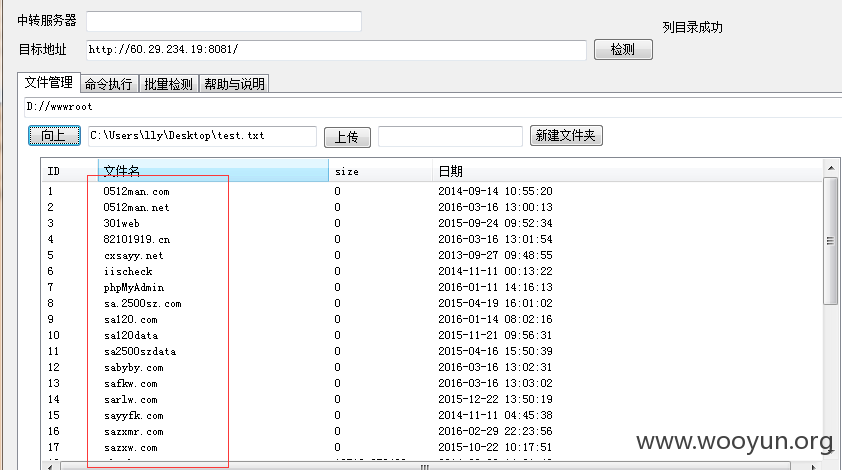 中转服务器
列目录成功
目标地址 http://60.29.234.19:8081/ 检测
文件管理 命令执行 批量检测 帮助与说明
D://wwwroot
向上 C:\Users\lly\Desktop\test.txt 上传 新建文件夹
ID 文件名 size 日期
1 0512man.com 0 2014-09-14 10:55:20
2 0512man.net 0 2016-03-16 13:00:13
3 301web 0 2015-09-24 09:52:34
4 82101919.cn 0 2016-03-16 13:01:54
5 cxsayy.net 0 2013-09-27 09:48:55
6 iischeck 0 2014-11-11 00:13:22
7 phpMyAdmin 0 2016-01-11 14:16:13
8 sa.2500sz.com 0 2015-04-19 16:01:02
9 sa120.com 0 2016-01-14 08:02:16
10 sa120data 0 2015-11-21 09:56:31
11 sa2500szdata 0 2015-04-16 15:50:39
12 sabyby.com 0 2016-03-16 13:02:31
13 safkw.com 0 2016-03-16 13:03:02
14 sarlw.com 0 2015-12-22 13:50:19
15 sayyfk.com 0 2014-11-11 04:45:38
16 sazxmr.com 0 2016-02-29 22:23:56
17 sazxw.com 0 2015-10-22 10:17:51
www.wooyun.org